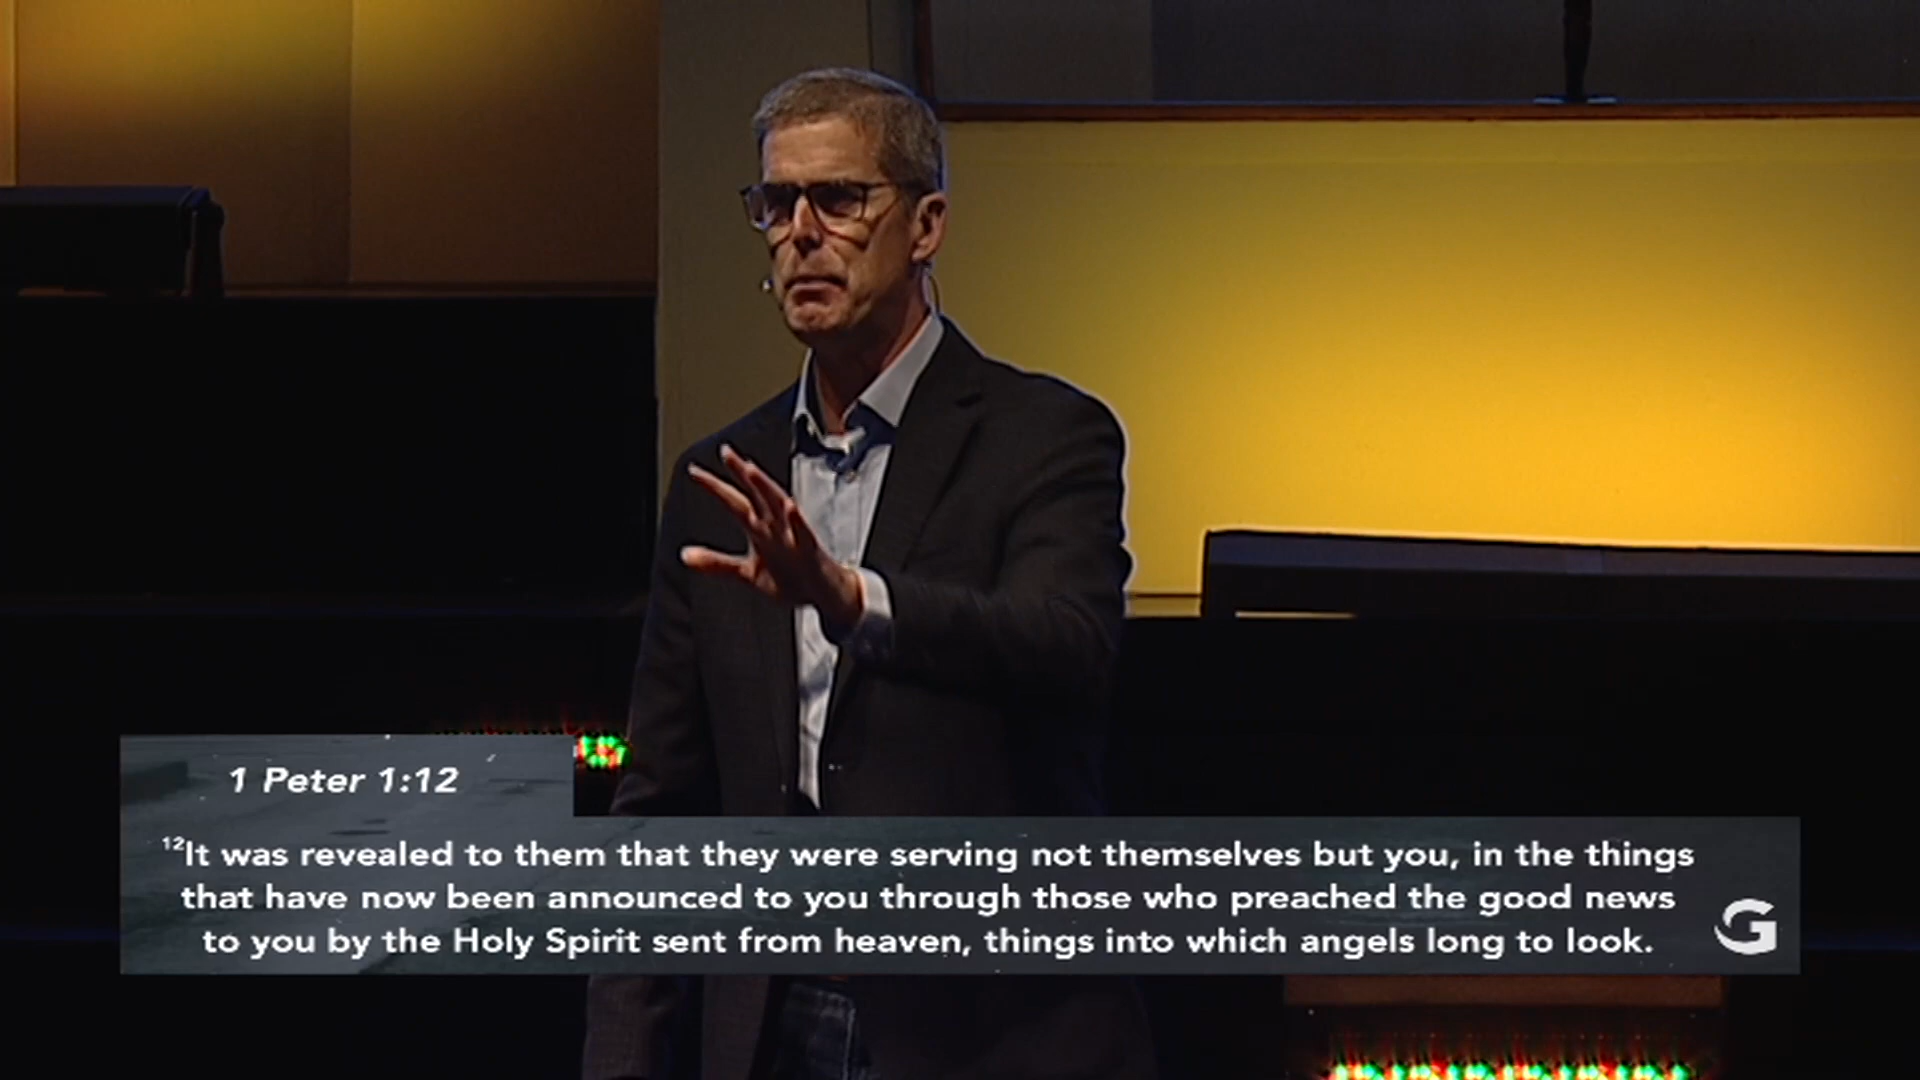 1 Peter 1:12
¹²It was revealed to them that they were serving not themselves but you, in the things
that have now been announced to you through those who preached the good news
to you by the Holy Spirit sent from heaven, things into which angels long to look.
G